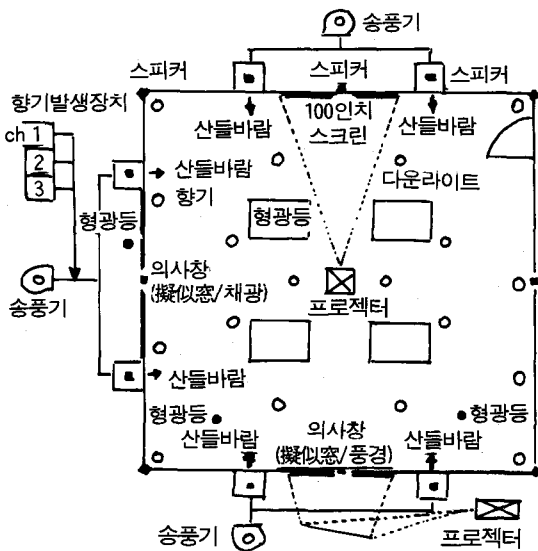 송풍기
스피커
스피커
스피커
향기발생장치
100인치
스크린
산들바람
산들바람
ch 1
2
3
산들바람
향기
다운라이트
형광등
형광등
의사창
(擬似窓/채광)
송풍기
프로젝터
산들바람
형광등
산들바람
의사창
(擬似窓/풍경)
형광등
산들바람
송풍기
프로젝터